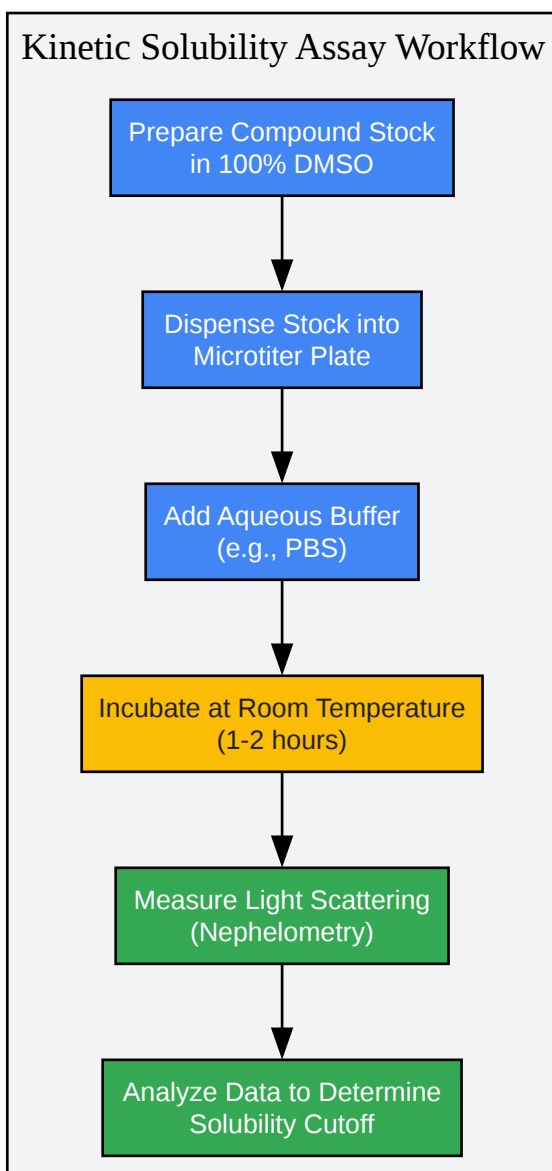 Kinetic Solubility Assay Workflow
Prepare Compound Stock
in 100% DMSO
Dispense Stock into
Microtiter Plate
Add Aqueous Buffer
(e.g., PBS)
Incubate at Room Temperature
(1-2 hours)
Measure Light Scattering
(Nephelometry)
Analyze Data to Determine
Solubility Cutoff